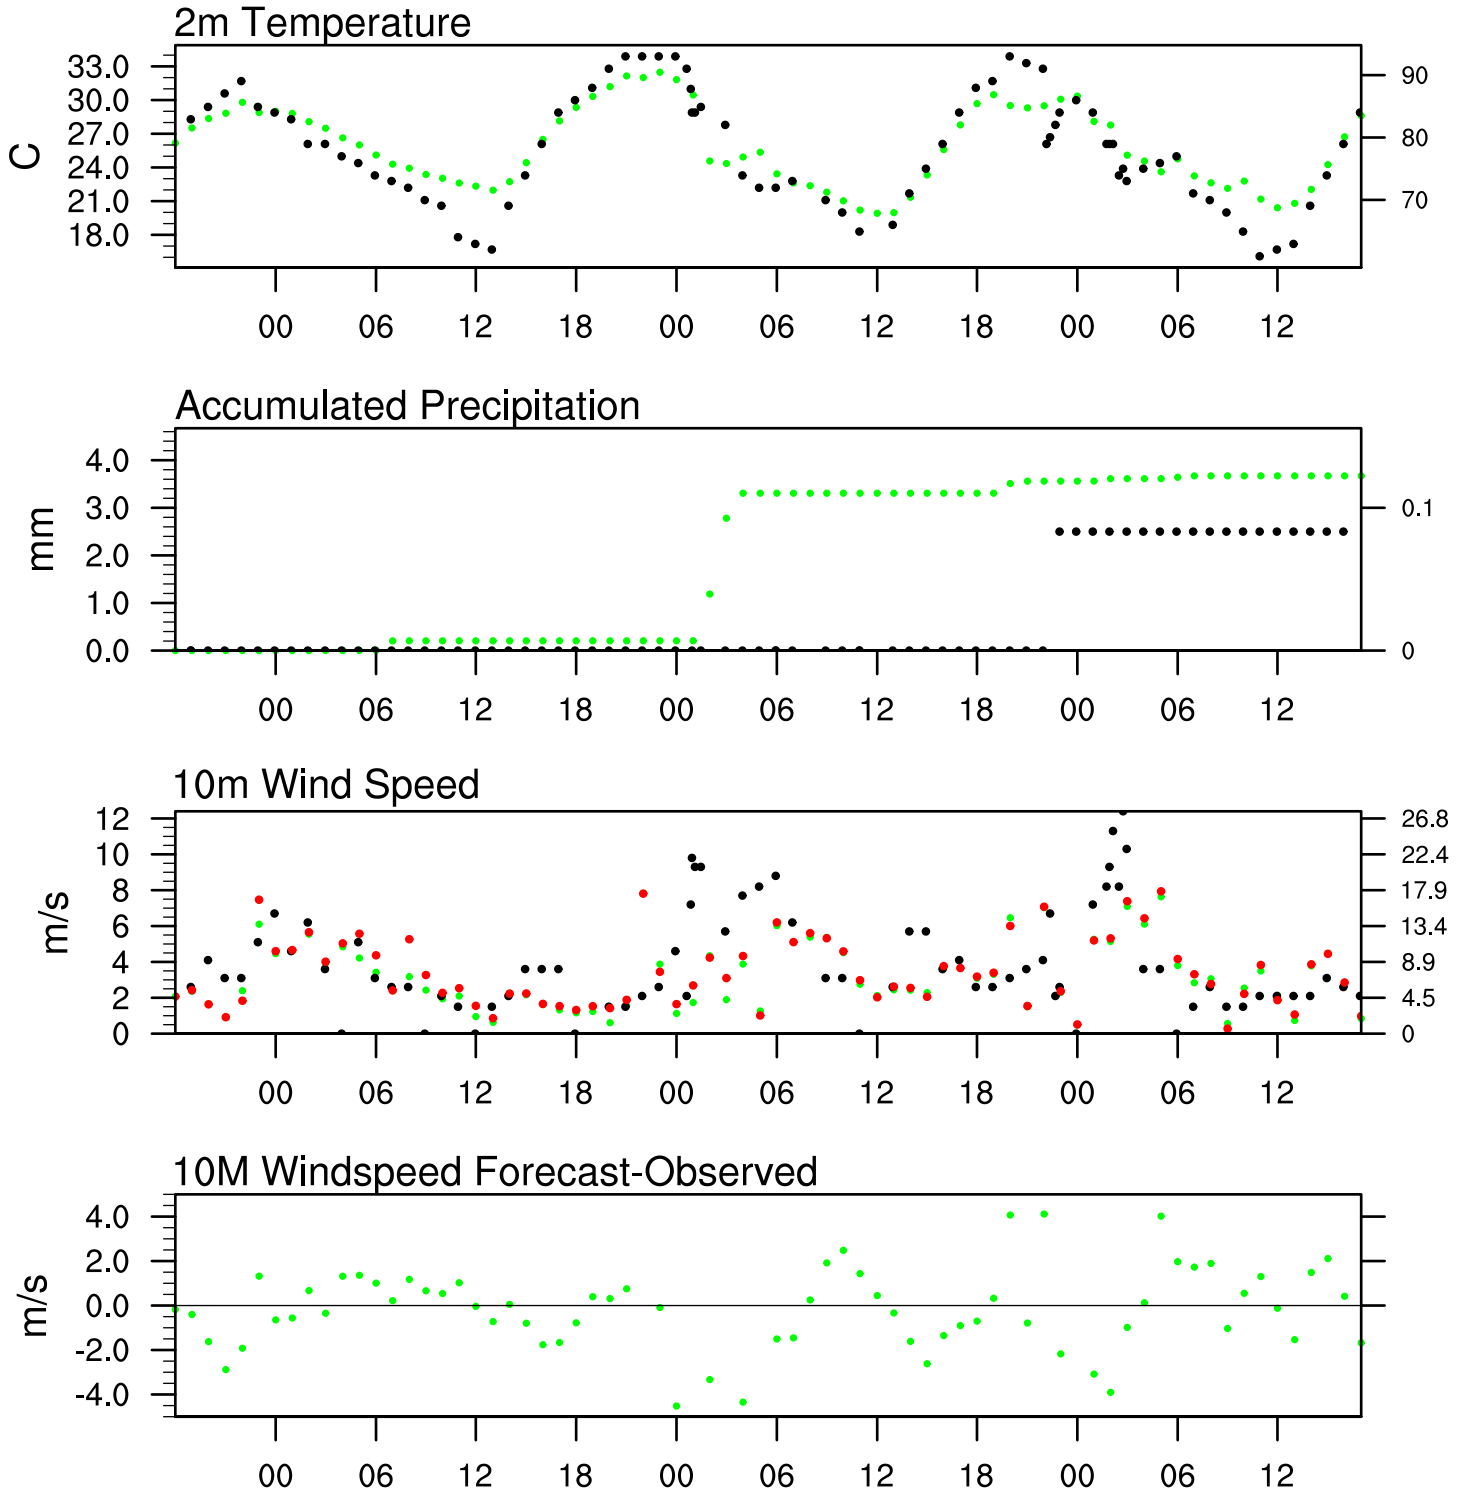 2m Temperature
33.0
30.0
27.0
24.0
21.0
18.0
C
90
80
70
00 06 12 18 00 06 12 18 00 06 12
Accumulated Precipitation
4.0
3.0
2.0
1.0
0.0
mm
0.1
0
00 06 12 18 00 06 12 18 00 06 12
10m Wind Speed
12
10
8
6
4
2
0
m/s
26.8
22.4
17.9
13.4
8.9
4.5
0
00 06 12 18 00 06 12 18 00 06 12
10M Windspeed Forecast-Observed
4.0
2.0
0.0
-2.0
-4.0
m/s
00 06 12 18 00 06 12 18 00 06 12